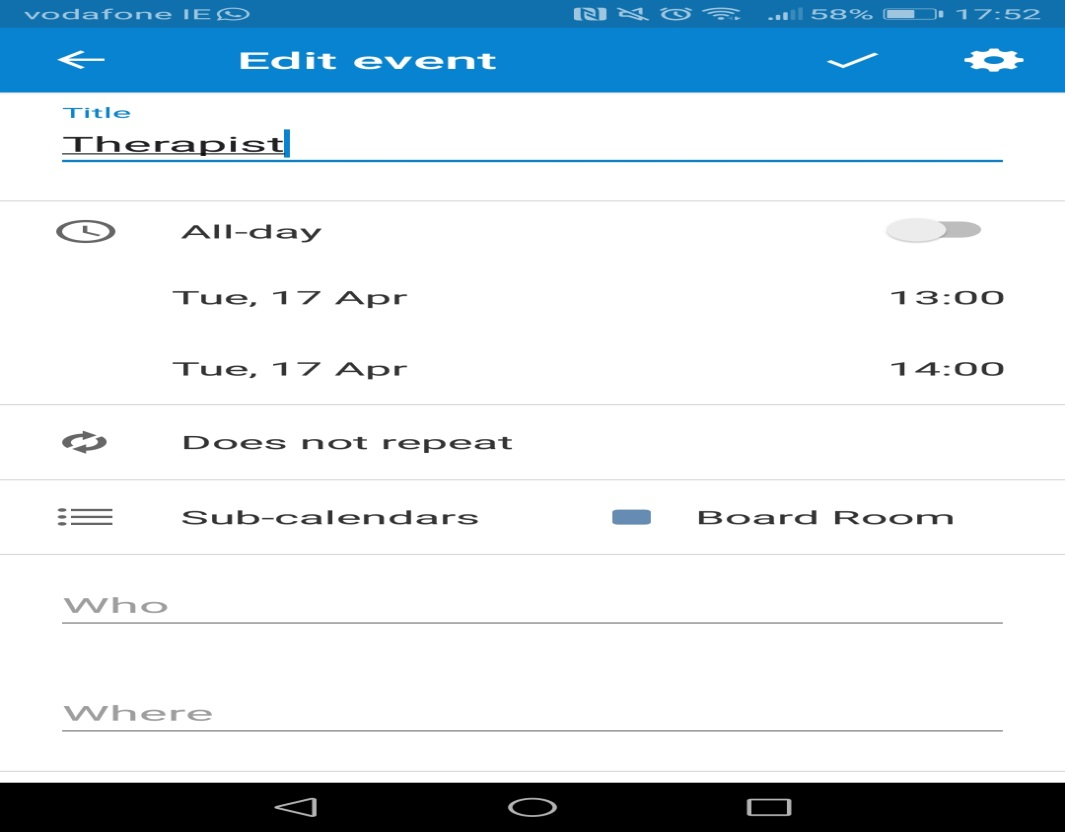 vodafone IE 58% 17:52
Edit event
Title
Therapist
All-day
Tue, 17 Apr 13:00
Tue, 17 Apr 14:00
Does not repeat
Sub-calendars Board Room
Who
Where